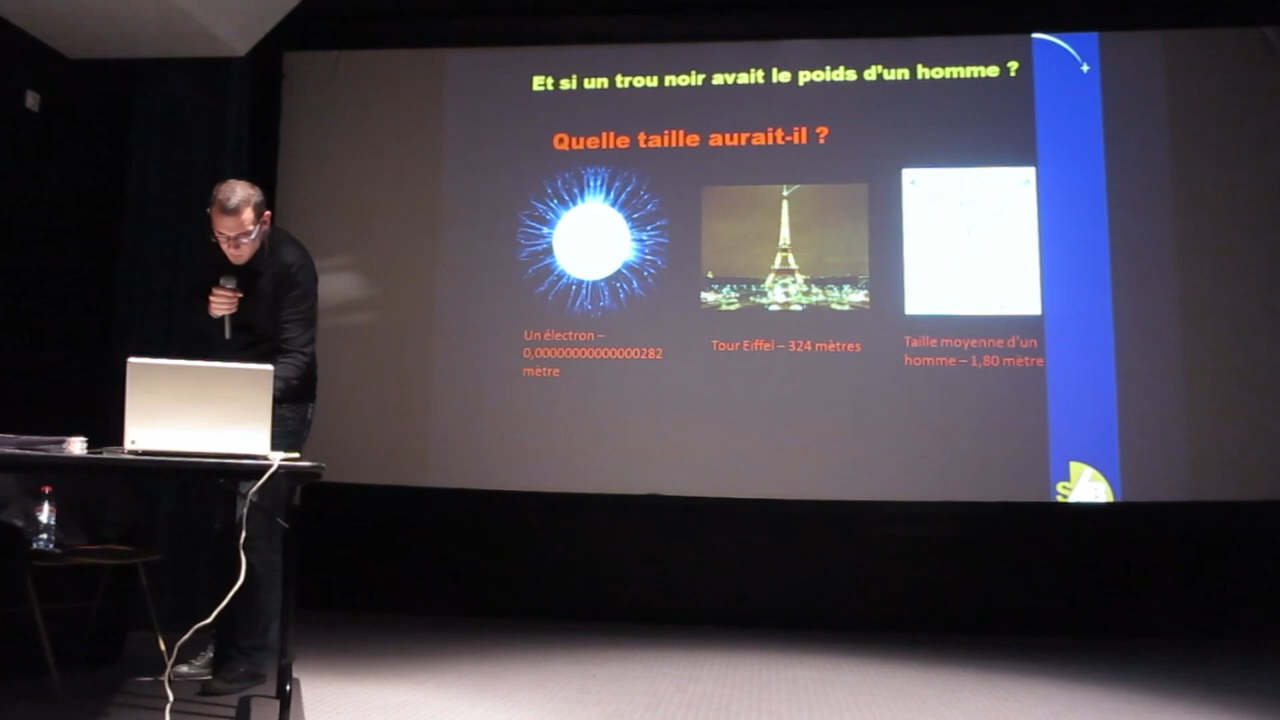 Et si un trou noir avait le poids d'un homme ?
Quelle taille aurait-il ?
Un électron –
0,00000000000000282
mètre
Tour Eiffel – 324 mètres
Taille moyenne d'un
homme – 1,80 mètre